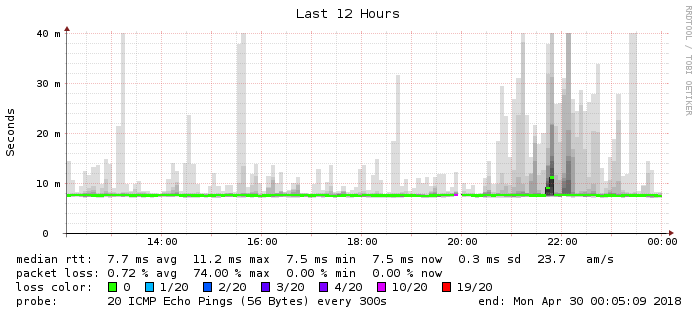 Last 12 Hours
RRDTOOL / TOBI OETIKER
Seconds
40 m
30 m
20 m
10 m
0
14:00 16:00 18:00 20:00 22:00 00:00
median rtt: 7.7 ms avg 11.2 ms max 7.5 ms min 7.5 ms now 0.3 ms sd 23.7 am/s
packet loss: 0.72 % avg 74.00 % max 0.00 % min 0.00 % now
loss color: 0 1/20 2/20 3/20 4/20 10/20 19/20
probe: 20 ICMP Echo Pings (56 Bytes) every 300s end: Mon Apr 30 00:05:09 2018